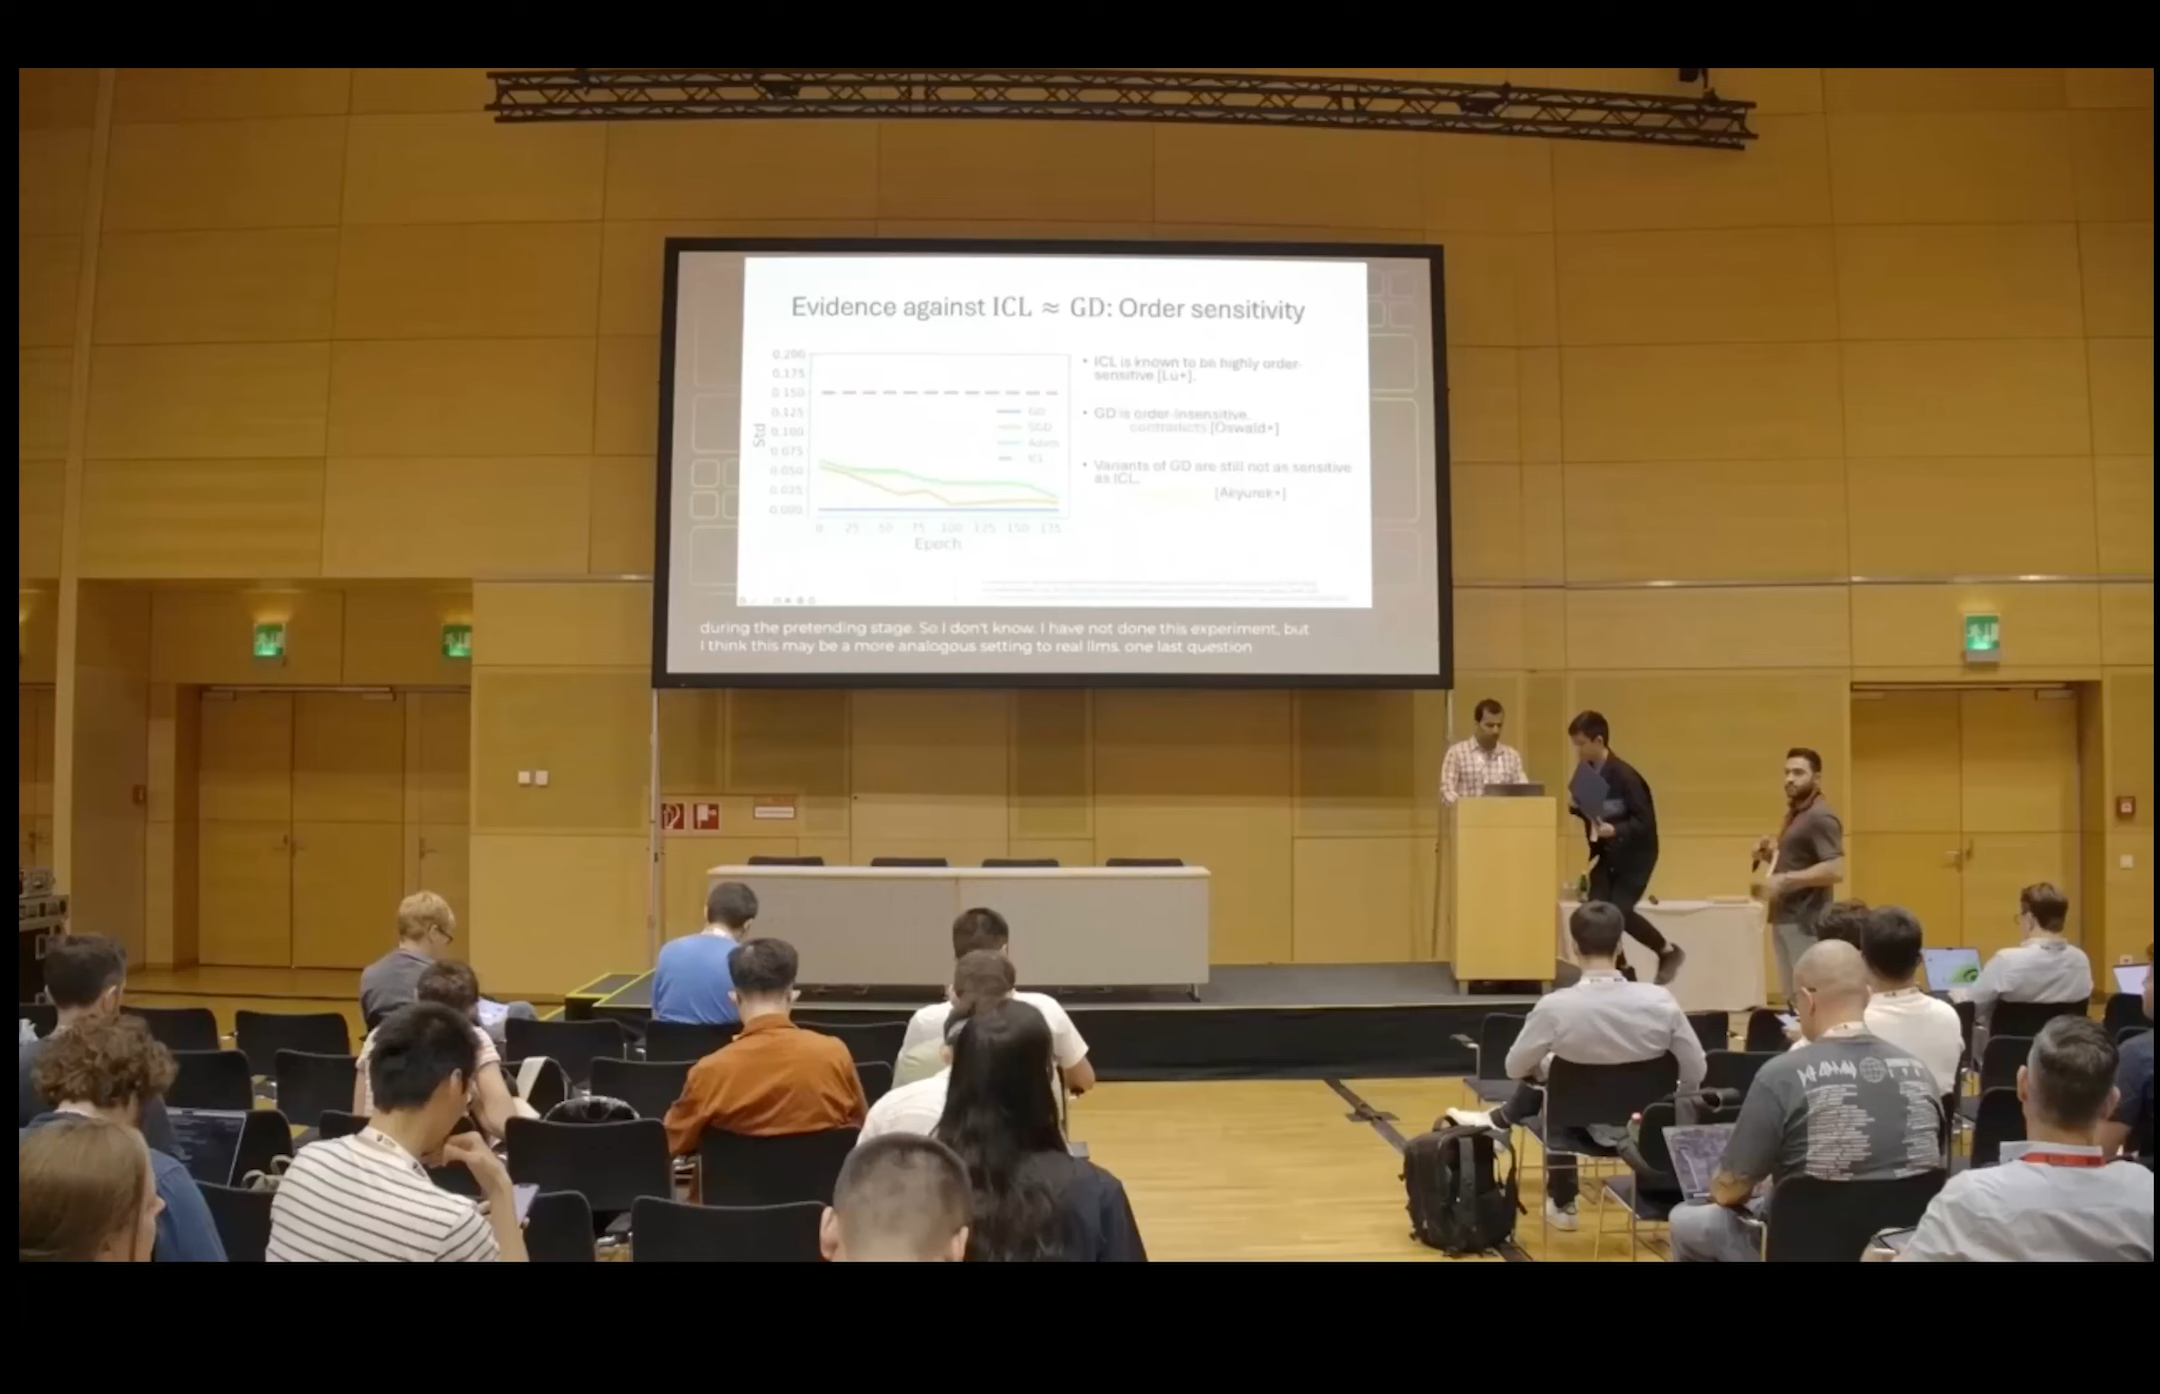 Evidence against ICL ≈ GD: Order sensitivity
0.200
0.175
0.150
0.125
0.100
0.075
0.050
0.025
0.000
Std
GD
SGD
Adam
ICL
0 25 50 75 100 125 150 175
Epoch
• ICL is known to be highly order-
sensitive [Lu+].
• GD is order-insensitive.
contradicts [Oswald+]
• Variants of GD are still not as sensitive
as ICL.
[Akyurek+]
during the pretending stage. So I don't know. I have not done this experiment, but
I think this may be a more analogous setting to real llms. one last question